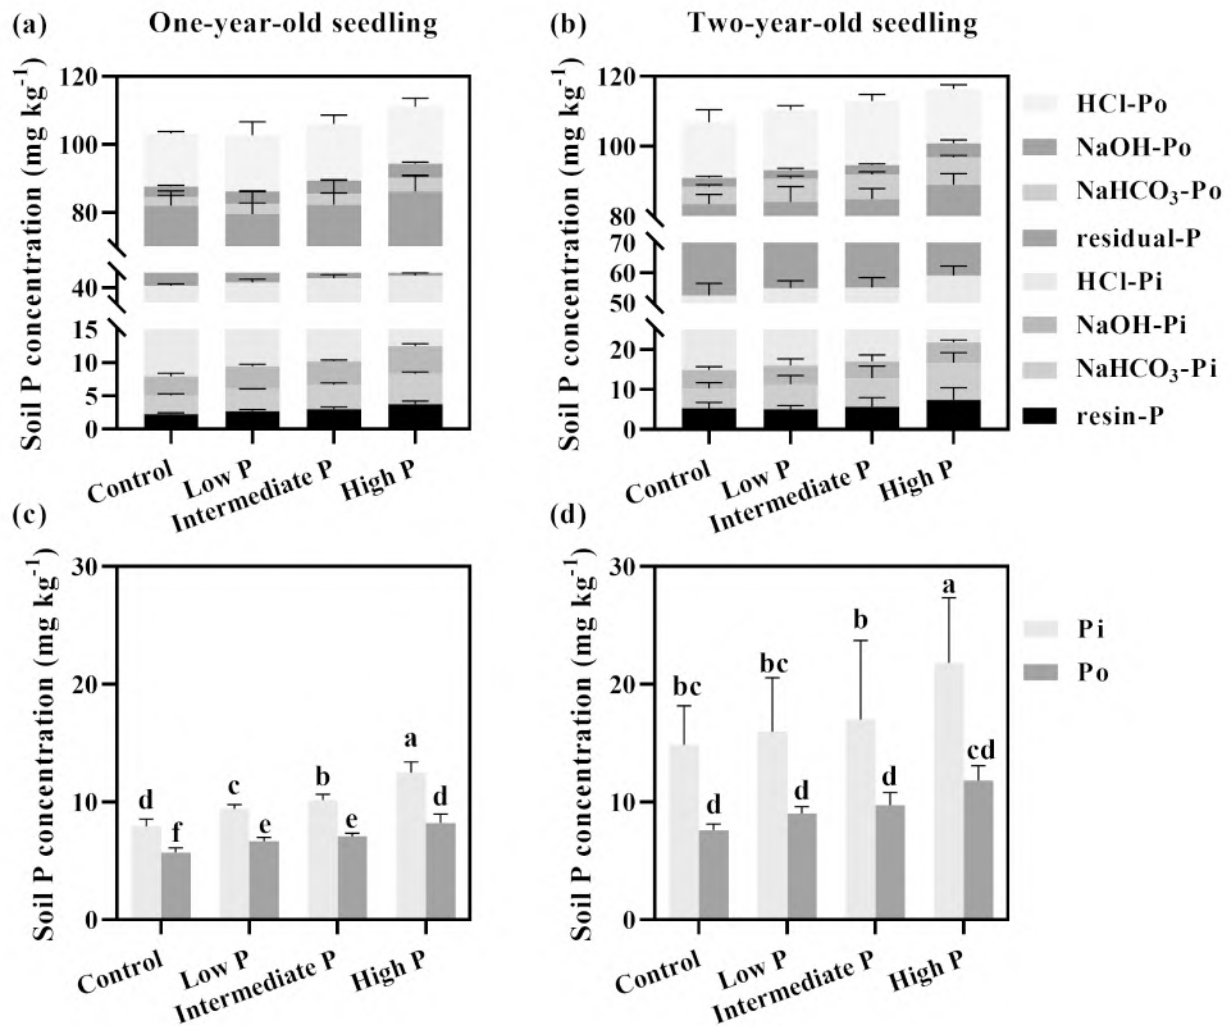 (a) One-year-old seedling
(b) Two-year-old seedling
Soil P concentration (mg kg⁻¹)
120
100
80
40
15
10
5
0
Control
Low P
Intermediate P
High P
Soil P concentration (mg kg⁻¹)
120
100
80
70
60
50
20
10
0
Control
Low P
Intermediate P
High P
HCl-Po
NaOH-Po
NaHCO₃-Po
residual-P
HCl-Pi
NaOH-Pi
NaHCO₃-Pi
resin-P
(c)
Soil P concentration (mg kg⁻¹)
30
20
10
0
d
f
c
e
b
e
a
d
Control
Low P
Intermediate P
High P
(d)
Soil P concentration (mg kg⁻¹)
30
20
10
0
bc
d
bc
d
b
d
a
cd
Control
Low P
Intermediate P
High P
Pi
Po